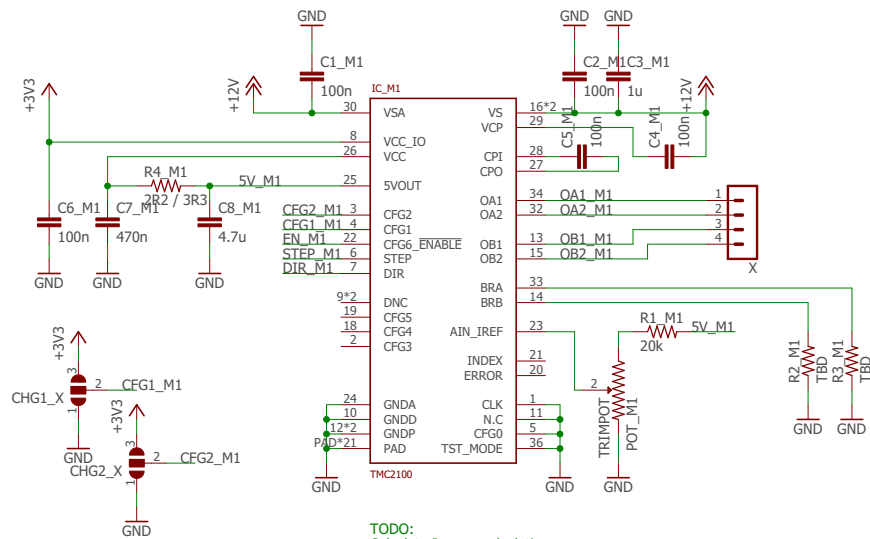 GND
GND
GND
C1_M1
100n
C2_M1
100n
C3_M1
1u
+3V3
+12V
+12V
IC_M1
30
VSA
VS
16*2
VCP
29
C5_M1
100n
C4_M1
100n
8
VCC_IO
26
VCC
CPI
28
CPO
27
R4_M1
2R2 / 3R3
5V_M1
25
5VOUT
OA1
34
OA1_M1
1
OA2
32
OA2_M1
2
C6_M1
100n
C7_M1
470n
C8_M1
4.7u
CFG2_M1
3
CFG2
CFG1_M1
4
CFG1
EN_M1
22
CFG6_ENABLE
STEP_M1
6
STEP
DIR_M1
7
DIR
OB1
13
OB1_M1
3
OB2
15
OB2_M1
4
X
GND
GND
GND
BRA
33
BRB
14
9*2
DNC
19
CFG5
18
CFG4
2
CFG3
AIN_IREF
23
R1_M1
20k
5V_M1
INDEX
21
ERROR
20
R2_M1
TBD
R3_M1
TBD
+3V3
3
2
1
CFG1_M1
CHG1_X
GND
+3V3
3
2
1
CFG2_M1
CHG2_X
GND
24
GNDA
10
GNDD
12*2
GNDP
PAD*21
PAD
CLK
1
N.C
11
CFG0
5
TST_MODE
36
2
TRIMPOT
POT_M1
GND
GND
TMC2100
GND
GND
GND
TODO: